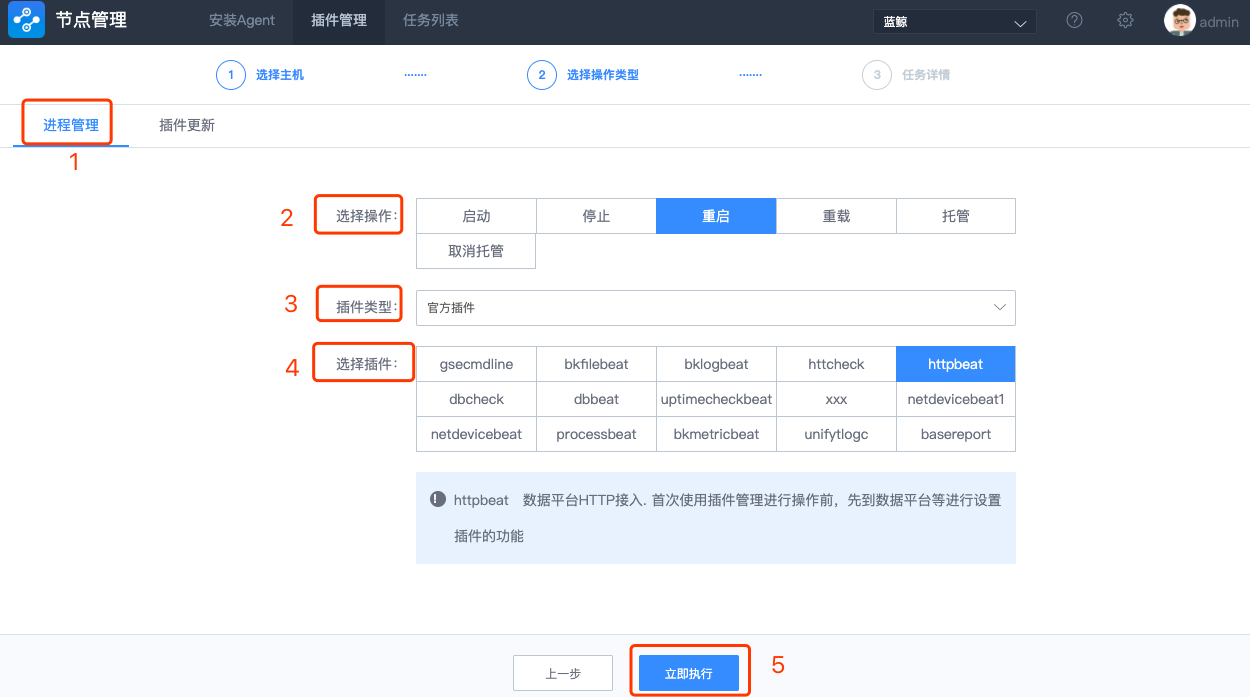 节点管理 安装Agent 插件管理 任务列表 蓝鲸 admin
1 选择主机 ······· 2 选择操作类型 ······· 3 任务详情
进程管理 插件更新
1
2 选择操作: 启动 停止 重启 重载 托管
取消托管
3 插件类型: 官方插件
4 选择插件: gsecmdline bkfilebeat bklogbeat httcheck httpbeat
dbcheck dbbeat uptimecheckbeat xxx netdevicebeat1
netdevicebeat processbeat bkmetricbeat unifytlogc basereport
httpbeat 数据平台HTTP接入. 首次使用插件管理进行操作前，先到数据平台等进行设置
插件的功能
上一步 立即执行 5